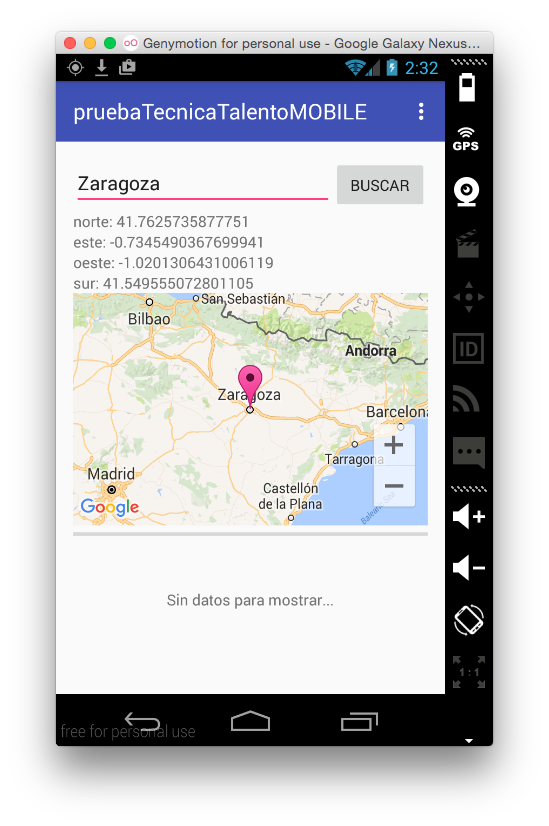 Genymotion for personal use - Google Galaxy Nexus...
2:32
pruebaTecnicaTalentoMOBILE
GPS
Zaragoza
BUSCAR
norte: 41.7625735877751
este: -0.7345490367699941
oeste: -1.0201306431006119
sur: 41.549555072801105
San Sebastián
Bilbao
Andorra
ID
Zaragoza
Barcelona
+
Tarragona
Madrid
Castellón
de la Plana
−
Google
Balearic Sea
Sin datos para mostrar...
1:1
free for personal use